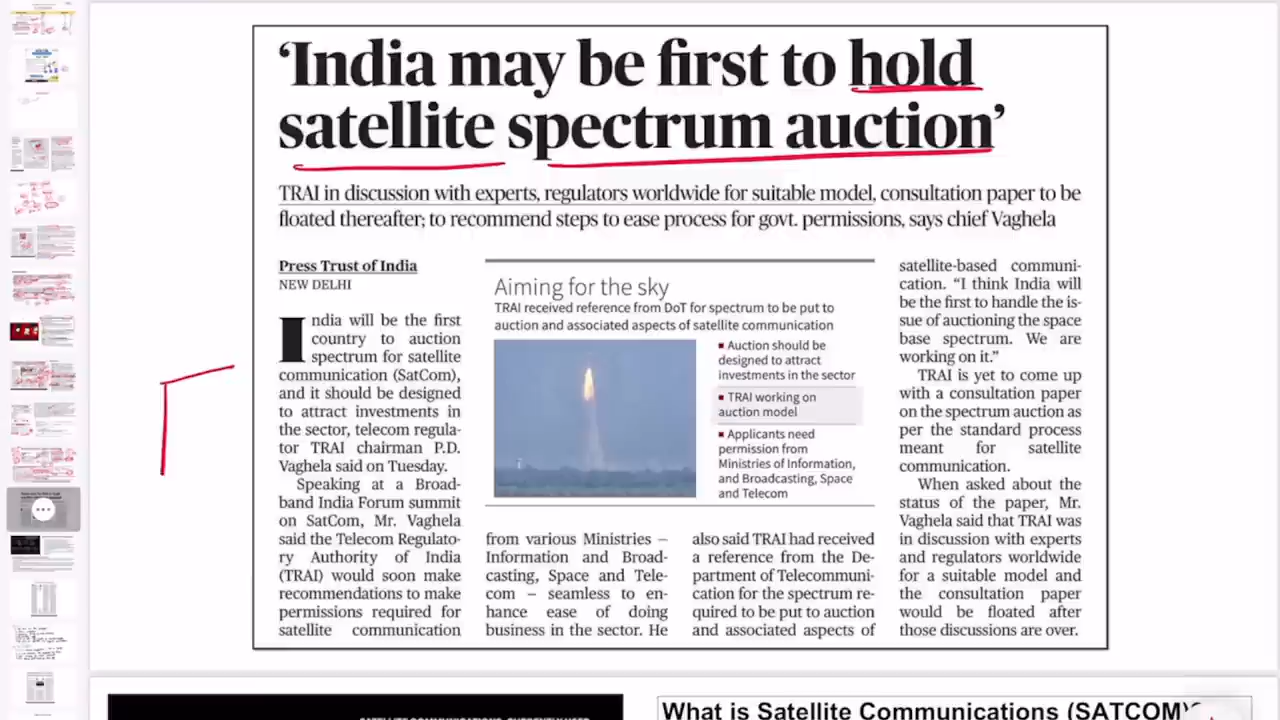 ‘India may be first to hold
satellite spectrum auction’
TRAI in discussion with experts, regulators worldwide for suitable model, consultation paper to be
floated thereafter; to recommend steps to ease process for govt. permissions, says chief Vaghela
Press Trust of India
NEW DELHI
India will be the first
country to auction
spectrum for satellite
communication (SatCom),
and it should be designed
to attract investments in
the sector, telecom regula-
tor TRAI chairman P.D.
Vaghela said on Tuesday.
Speaking at a Broad-
band India Forum summit
on SatCom, Mr. Vaghela
said the Telecom Regulato-
ry Authority of India
(TRAI) would soon make
recommendations to make
permissions required for
satellite communication
Aiming for the sky
TRAI received reference from DoT for spectrum to be put to
auction and associated aspects of satellite communication
■ Auction should be
designed to attract
investments in the sector
■ TRAI working on
auction model
■ Applicants need
permission from
Ministries of Information,
and Broadcasting, Space
and Telecom
from various Ministries –
Information and Broad-
casting, Space and Tele-
com – seamless to en-
hance ease of doing
business in the sector. He
also said TRAI had received
a reference from the De-
partment of Telecommuni-
cation for the spectrum re-
quired to be put to auction
and associated aspects of
satellite-based communi-
cation. “I think India will
be the first to handle the is-
sue of auctioning the space
base spectrum. We are
working on it.”
TRAI is yet to come up
with a consultation paper
on the spectrum auction as
per the standard process
meant for satellite
communication.
When asked about the
status of the paper, Mr.
Vaghela said that TRAI was
in discussion with experts
and regulators worldwide
for a suitable model and
the consultation paper
would be floated after
those discussions are over.
What is Satellite Communications (SATCOM)?